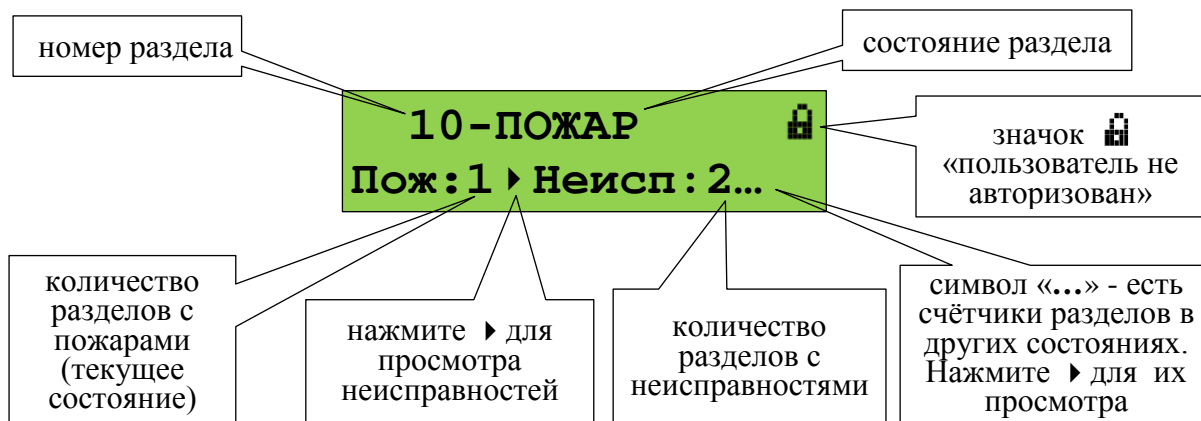 номер раздела
состояние раздела
10-ПОЖАР
Пож:1 ▶ Неисп:2…
значок
«пользователь не
авторизован»
количество
разделов с
пожарами
(текущее
состояние)
нажмите ▶ для
просмотра
неисправностей
количество
разделов с
неисправностями
символ «...» - есть
счётчики разделов в
других состояниях.
Нажмите ▶ для их
просмотра